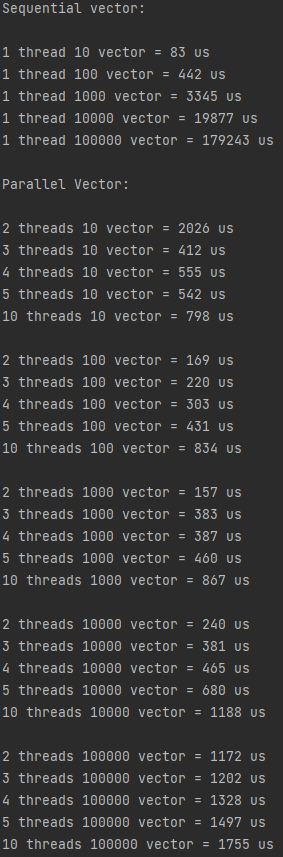 Sequential vector:
1 thread 10 vector = 83 us
1 thread 100 vector = 442 us
1 thread 1000 vector = 3345 us
1 thread 10000 vector = 19877 us
1 thread 100000 vector = 179243 us
Parallel Vector:
2 threads 10 vector = 2026 us
3 threads 10 vector = 412 us
4 threads 10 vector = 555 us
5 threads 10 vector = 542 us
10 threads 10 vector = 798 us
2 threads 100 vector = 169 us
3 threads 100 vector = 220 us
4 threads 100 vector = 303 us
5 threads 100 vector = 431 us
10 threads 100 vector = 834 us
2 threads 1000 vector = 157 us
3 threads 1000 vector = 383 us
4 threads 1000 vector = 387 us
5 threads 1000 vector = 460 us
10 threads 1000 vector = 867 us
2 threads 10000 vector = 240 us
3 threads 10000 vector = 381 us
4 threads 10000 vector = 465 us
5 threads 10000 vector = 680 us
10 threads 10000 vector = 1188 us
2 threads 100000 vector = 1172 us
3 threads 100000 vector = 1202 us
4 threads 100000 vector = 1328 us
5 threads 100000 vector = 1497 us
10 threads 100000 vector = 1755 us